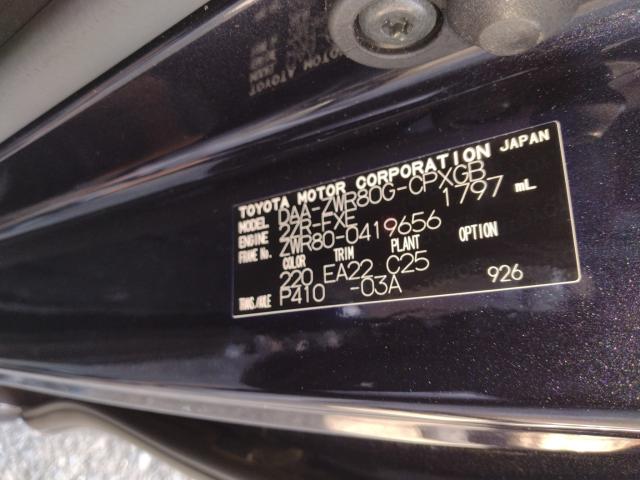 TOYOTA MOTOR CORPORATION JAPAN
MODEL DAA-ZWR80G-CPXGB
ENGINE 2ZR-FXE 1797 mL
FRAME No. ZWR80-0419656
COLOR TRIM PLANT OPTION
220 EA22 C25
TRANS/AXLE P410 -03A 926